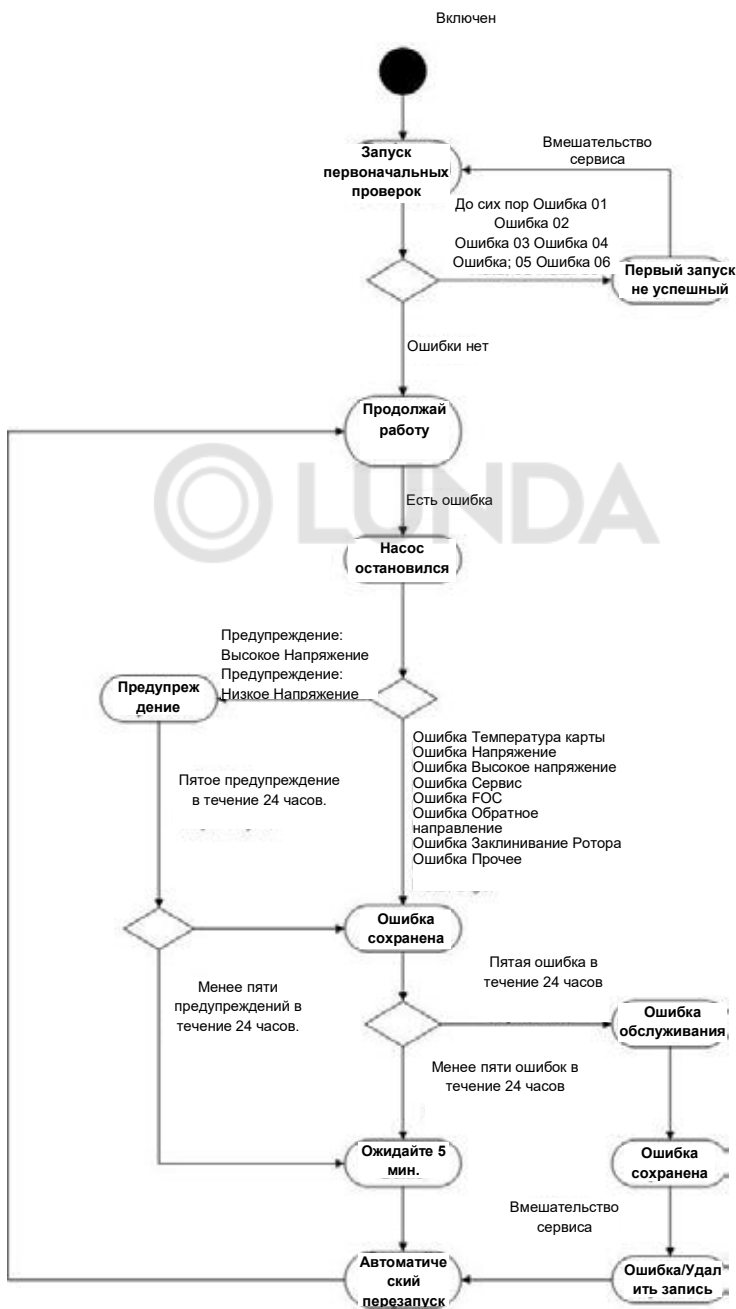 Включен
Запуск
первоначальных
проверок
Вмешательство
сервиса
До сих пор Ошибка 01
Ошибка 02
Ошибка 03 Ошибка 04
Ошибка; 05 Ошибка 06
Первый запуск
не успешный
Ошибки нет
Продолжай
работу
LUNDA
Есть ошибка
Насос
остановился
Предупреждение:
Высокое Напряжение
Предупреждение:
Низкое Напряжение
Предупреж
дение
Ошибка Температура карты
Ошибка Напряжение
Ошибка Высокое напряжение
Ошибка Сервис
Ошибка FOC
Ошибка Обратное
направление
Ошибка Заклинивание Ротора
Ошибка Прочее
Пятое предупреждение
в течение 24 часов.
Ошибка
сохранена
Пятая ошибка в
течение 24 часов
Менее пяти
предупреждений в
течение 24 часов.
Ошибка
обслуживания
Менее пяти ошибок в
течение 24 часов
Ожидайте 5
мин.
Ошибка
сохранена
Вмешательство
сервиса
Автоматиче
ский
перезапуск
Ошибка/Удал
ить запись